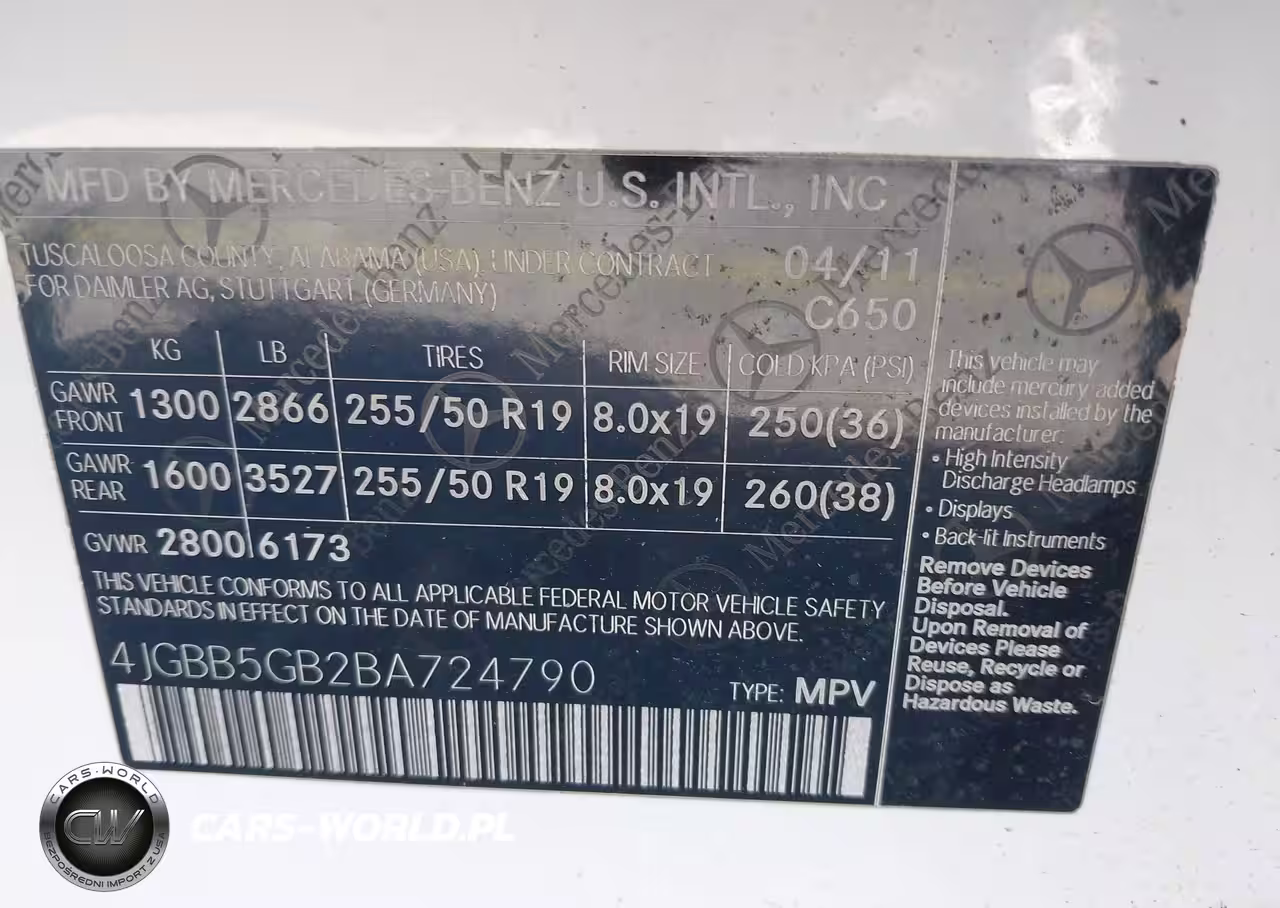 MFD BY MERCEDES-BENZ U.S. INTL., INC
TUSCALOOSA COUNTY, ALABAMA (USA), UNDER CONTRACT 04/11
FOR DAIMLER AG, STUTTGART (GERMANY) C650
KG LB TIRES RIM SIZE COLD KPA (PSI)
GAWR FRONT 1300 2866 255/50 R19 8.0x19 250(36)
GAWR REAR 1600 3527 255/50 R19 8.0x19 260(38)
GVWR 2800 6173
THIS VEHICLE CONFORMS TO ALL APPLICABLE FEDERAL MOTOR VEHICLE SAFETY
STANDARDS IN EFFECT ON THE DATE OF MANUFACTURE SHOWN ABOVE.
4JGBB5GB2BA724790 TYPE: MPV
This vehicle may
include mercury added
devices installed by the
manufacturer:
• High Intensity
Discharge Headlamps
• Displays
• Back-lit Instruments
Remove Devices
Before Vehicle
Disposal.
Upon Removal of
Devices Please
Reuse, Recycle or
Dispose as
Hazardous Waste.
Mercedes-Benz
CARS-WORLD
CW
BEZPOŚREDNI IMPORT Z USA
CARS-WORLD.PL